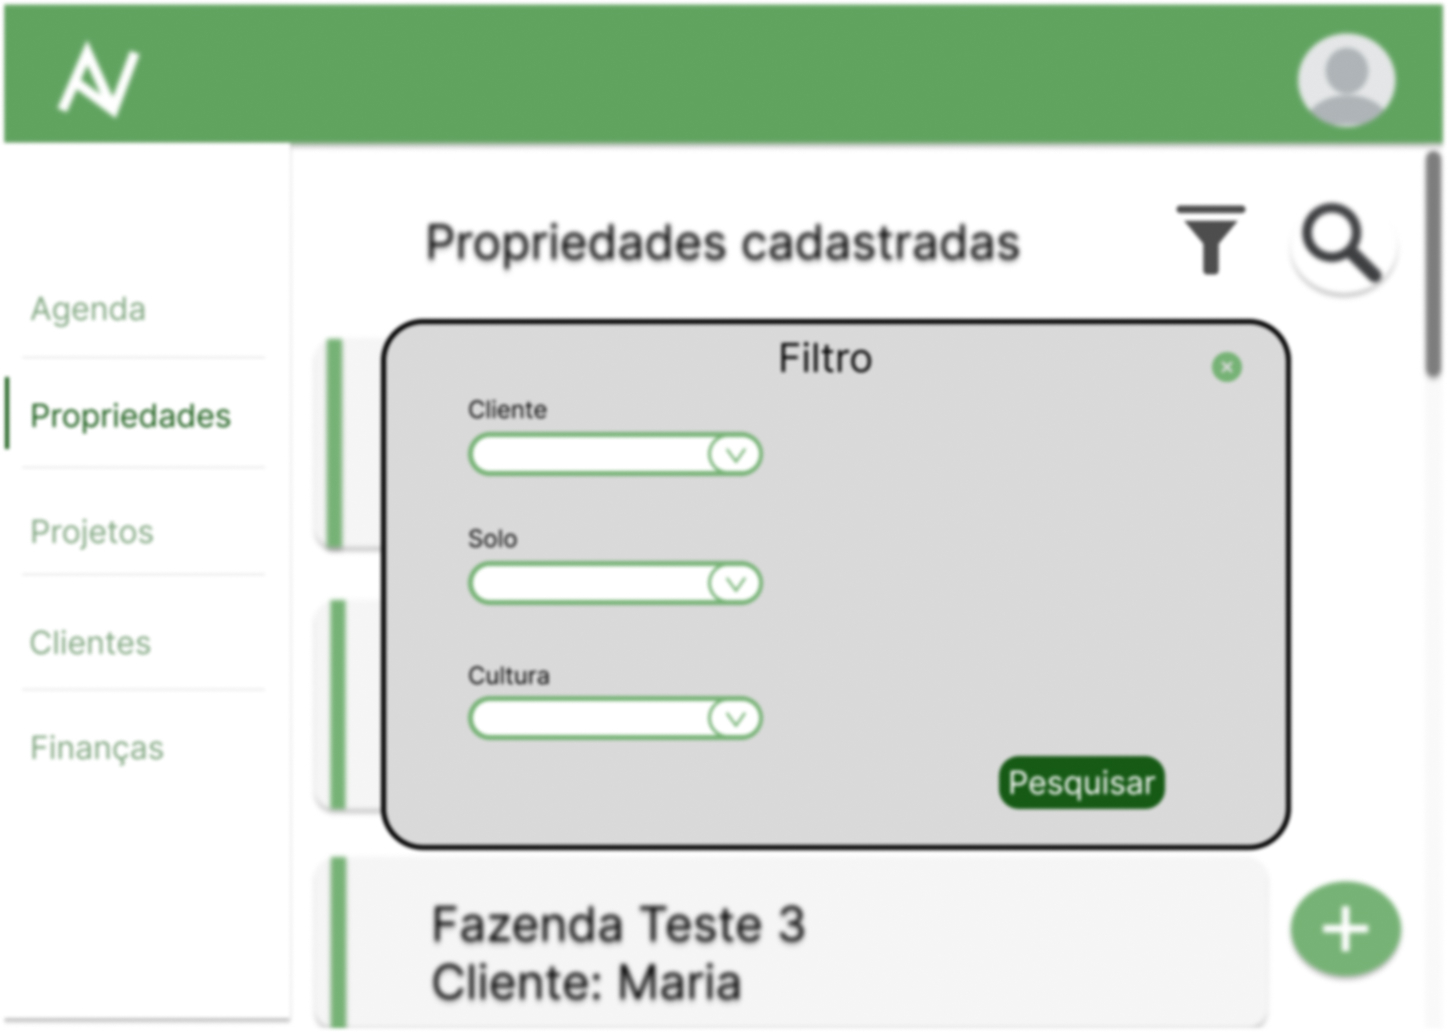 Propriedades cadastradas
Agenda
Propriedades
Projetos
Clientes
Finanças
Filtro
Cliente
Solo
Cultura
Pesquisar
Fazenda Teste 3
Cliente: Maria